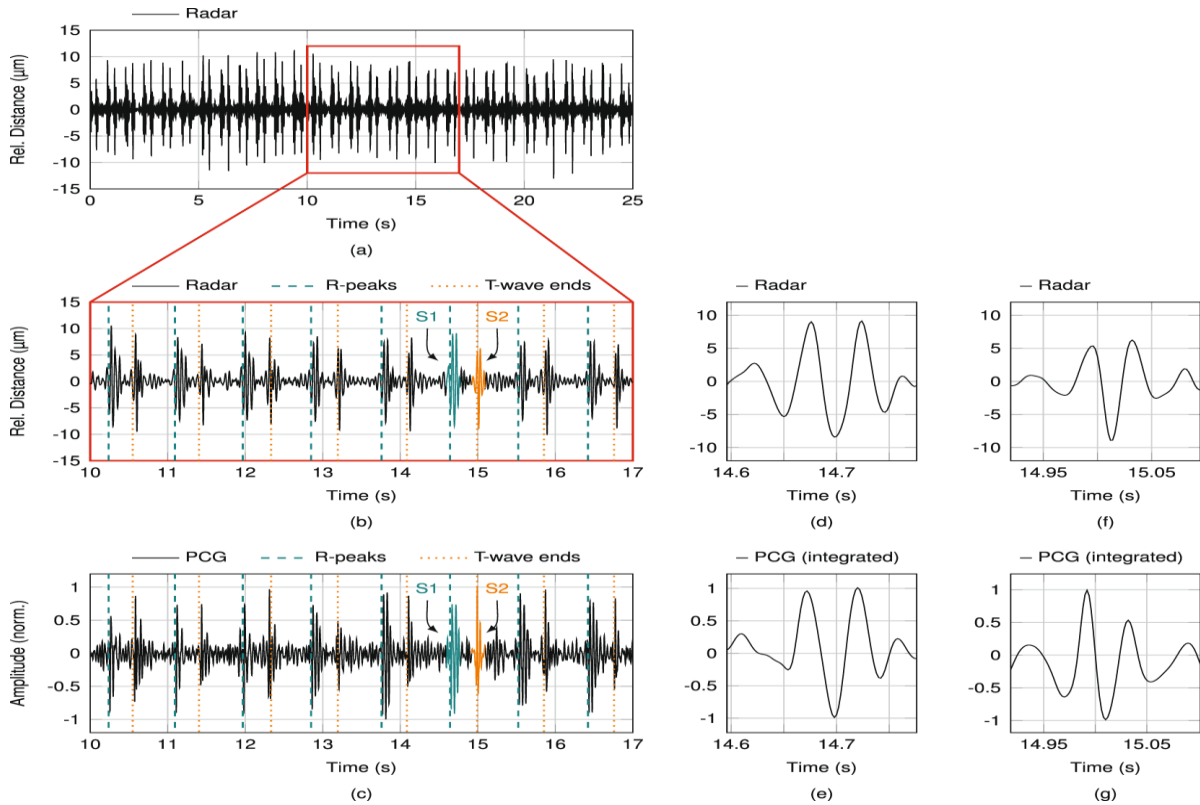 Radar
Rel. Distance (µm)
15
10
5
0
-5
-10
15
0 5 10 15 20 25
Time (s)
(a)
Radar R-peaks T-wave ends
Rel. Distance (µm)
15
10
5
0
-5
-10
-15
S1 S2
10 11 12 13 14 15 16 17
Time (s)
(b)
Radar
10
5
0
-5
-10
14.6 14.7
Time (s)
(d)
Radar
10
5
0
-5
-10
14.95 15.05
Time (s)
(f)
PCG R-peaks T-wave ends
Amplitude (norm.)
1
0.5
0
-0.5
-1
S1 S2
10 11 12 13 14 15 16 17
Time (s)
(c)
PCG (integrated)
1
0.5
0
-0.5
-1
14.6 14.7
Time (s)
(e)
PCG (integrated)
1
0.5
0
-0.5
-1
14.95 15.05
Time (s)
(g)